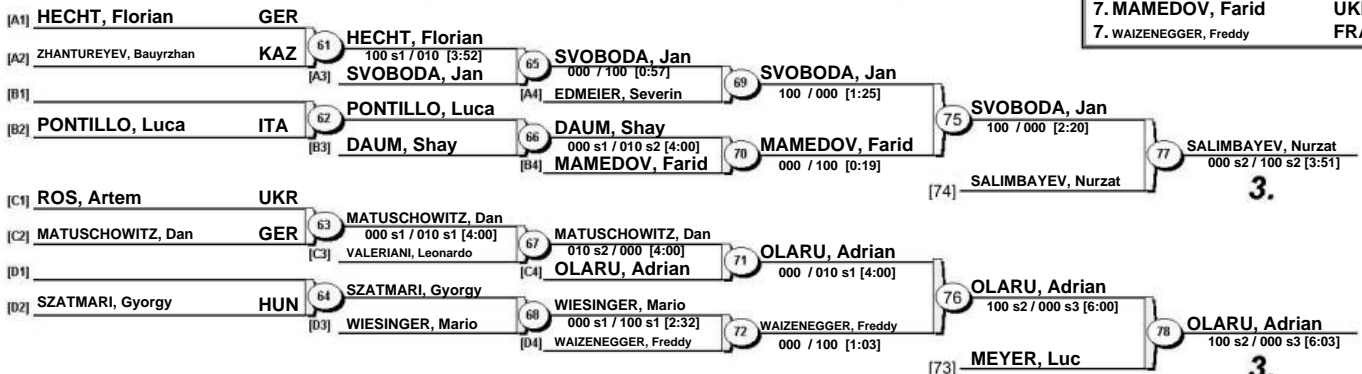 7. MAMEDOV, Farid
7. WAIZENEGGER, Freddy FRA
[A1] HECHT, Florian GER
[A2] ZHANTUREYEV, Bauyrzhan KAZ
61
HECHT, Florian
100 s1 / 010 [3:52]
[A3] SVOBODA, Jan
65
SVOBODA, Jan
000 / 100 [0:57]
[A4] EDMEIER, Severin
69
SVOBODA, Jan
100 / 000 [1:25]
[B1]
[B2] PONTILLO, Luca ITA
62
PONTILLO, Luca
[B3] DAUM, Shay
66
DAUM, Shay
000 s1 / 010 s2 [4:00]
[B4] MAMEDOV, Farid
70
MAMEDOV, Farid
000 / 100 [0:19]
75
SVOBODA, Jan
100 / 000 [2:20]
[74] SALIMBAYEV, Nurzat
77
SALIMBAYEV, Nurzat
000 s2 / 100 s2 [3:51]
3.
[C1] ROS, Artem UKR
[C2] MATUSCHOWITZ, Dan GER
63
MATUSCHOWITZ, Dan
000 s1 / 010 s1 [4:00]
[C3] VALERIANI, Leonardo
67
MATUSCHOWITZ, Dan
010 s2 / 000 [4:00]
[C4] OLARU, Adrian
71
OLARU, Adrian
000 / 010 s1 [4:00]
[D1]
[D2] SZATMARI, Gyorgy HUN
64
SZATMARI, Gyorgy
[D3] WIESINGER, Mario
68
WIESINGER, Mario
000 s1 / 100 s1 [2:32]
[D4] WAIZENEGGER, Freddy
72
WAIZENEGGER, Freddy
000 / 100 [1:03]
76
OLARU, Adrian
100 s2 / 000 s3 [6:00]
[73] MEYER, Luc
78
OLARU, Adrian
100 s2 / 000 s3 [6:03]
3.